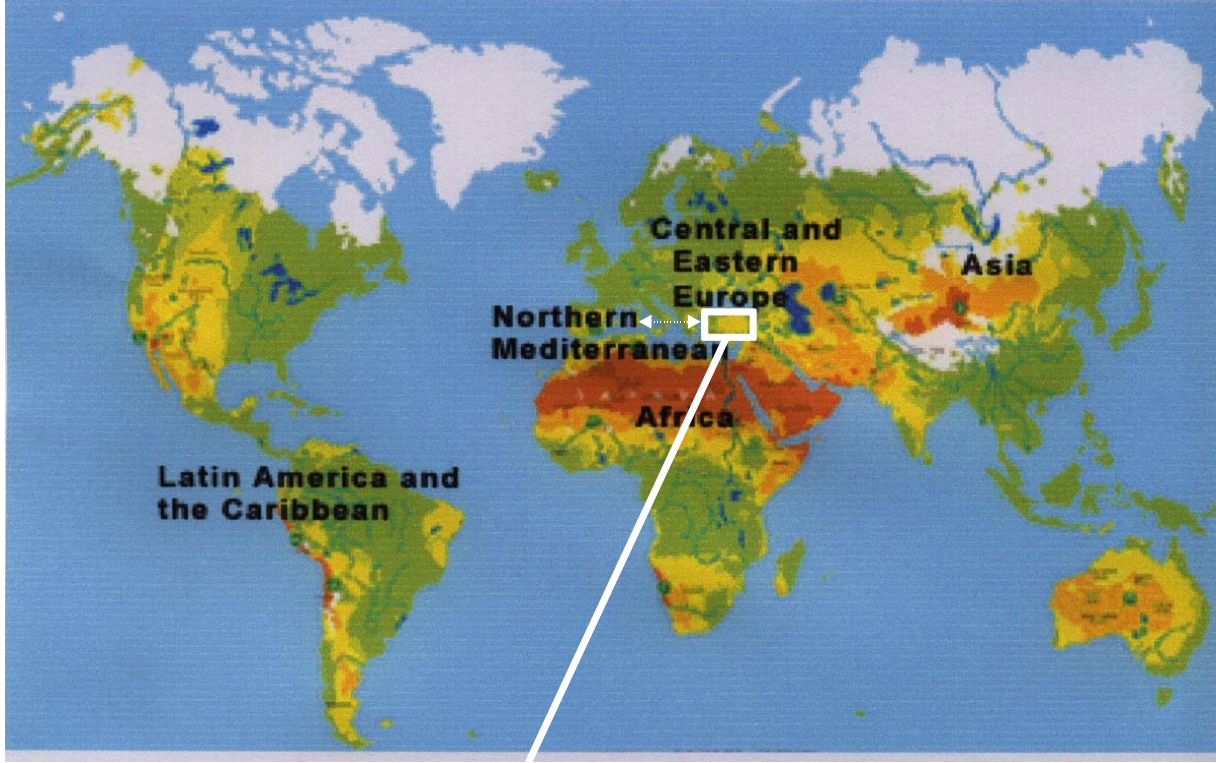 Central and
Eastern
Europe
Asia
Northern
Mediterranean
Africa
Latin America and
the Caribbean